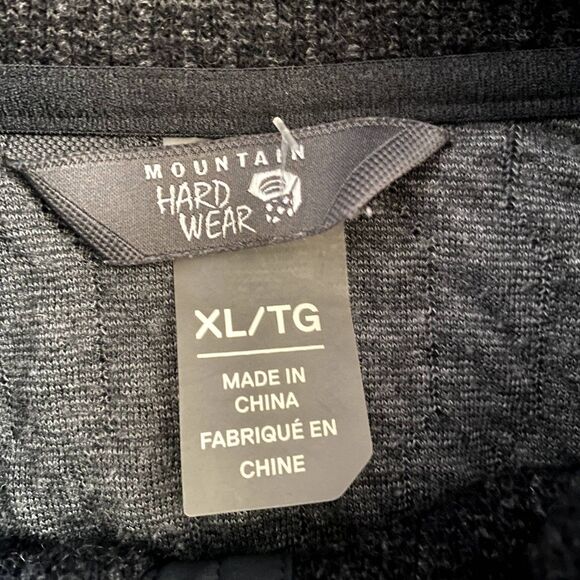 MOUNTAIN
HARD
WEAR
XL/TG
MADE IN
CHINA
FABRIQUÉ EN
CHINE